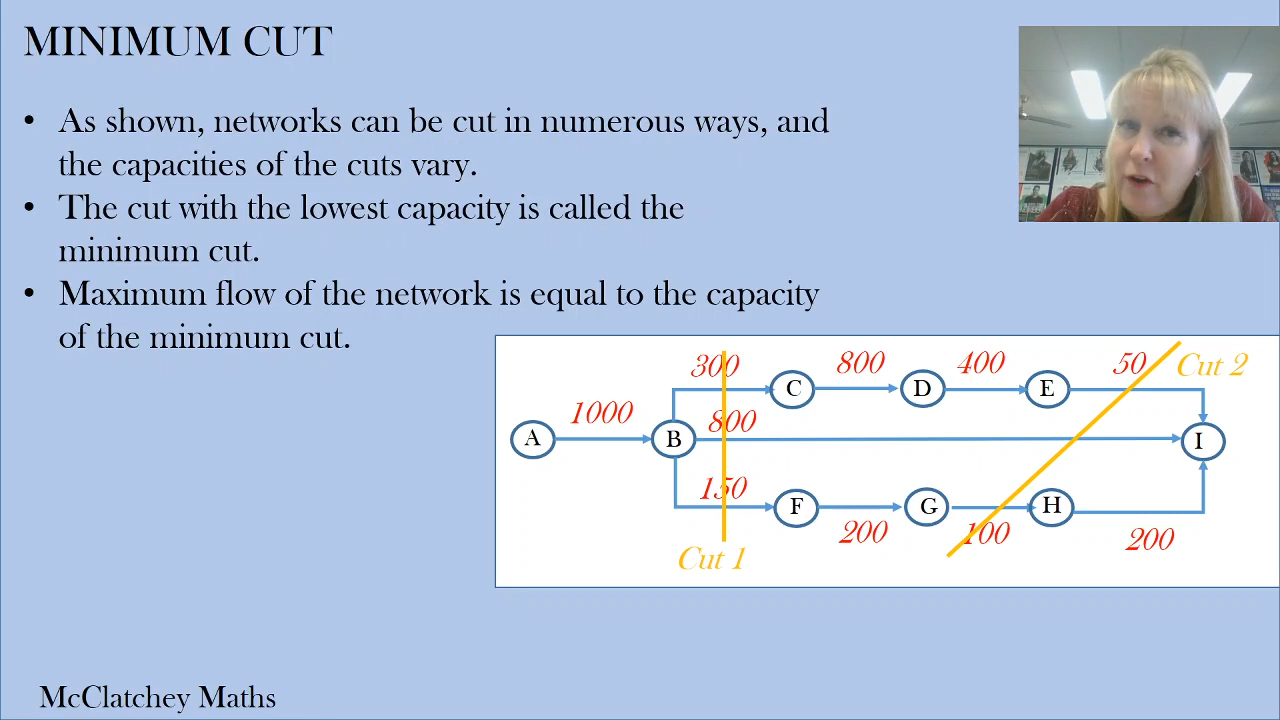 MINIMUM CUT
• As shown, networks can be cut in numerous ways, and
the capacities of the cuts vary.
• The cut with the lowest capacity is called the
minimum cut.
• Maximum flow of the network is equal to the capacity
of the minimum cut.
300 800 400 50 Cut 2
C D E
1000 800
A B I
150
F G H
200 100 200
Cut 1
McClatchey Maths